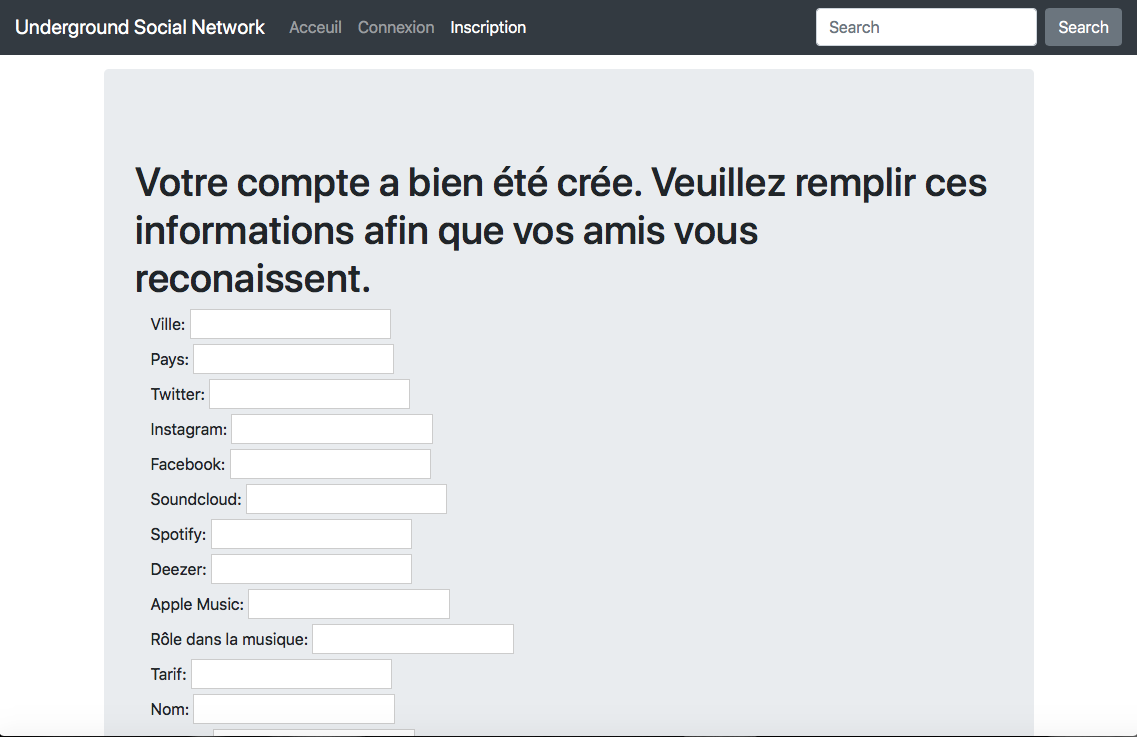 Underground Social Network Acceuil Connexion Inscription Search Search
Votre compte a bien été crée. Veuillez remplir ces
informations afin que vos amis vous
reconaissent.
Ville:
Pays:
Twitter:
Instagram:
Facebook:
Soundcloud:
Spotify:
Deezer:
Apple Music:
Rôle dans la musique:
Tarif:
Nom: